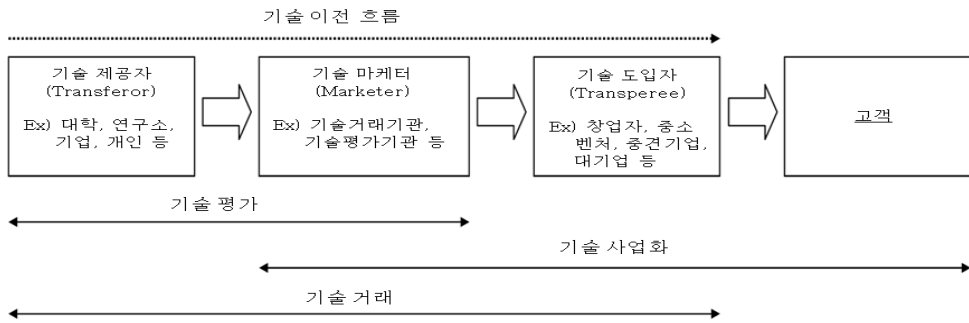 기술 이전 흐름
기술 제공자
(Transferor)
Ex) 대학, 연구소,
기업, 개인 등
기술 마케터
(Marketer)
Ex) 기술거래기관,
기술평가기관 등
기술 도입자
(Transperee)
Ex) 창업자, 중소
벤처, 중견기업,
대기업 등
고객
기술 평가
기술 사업화
기술 거래